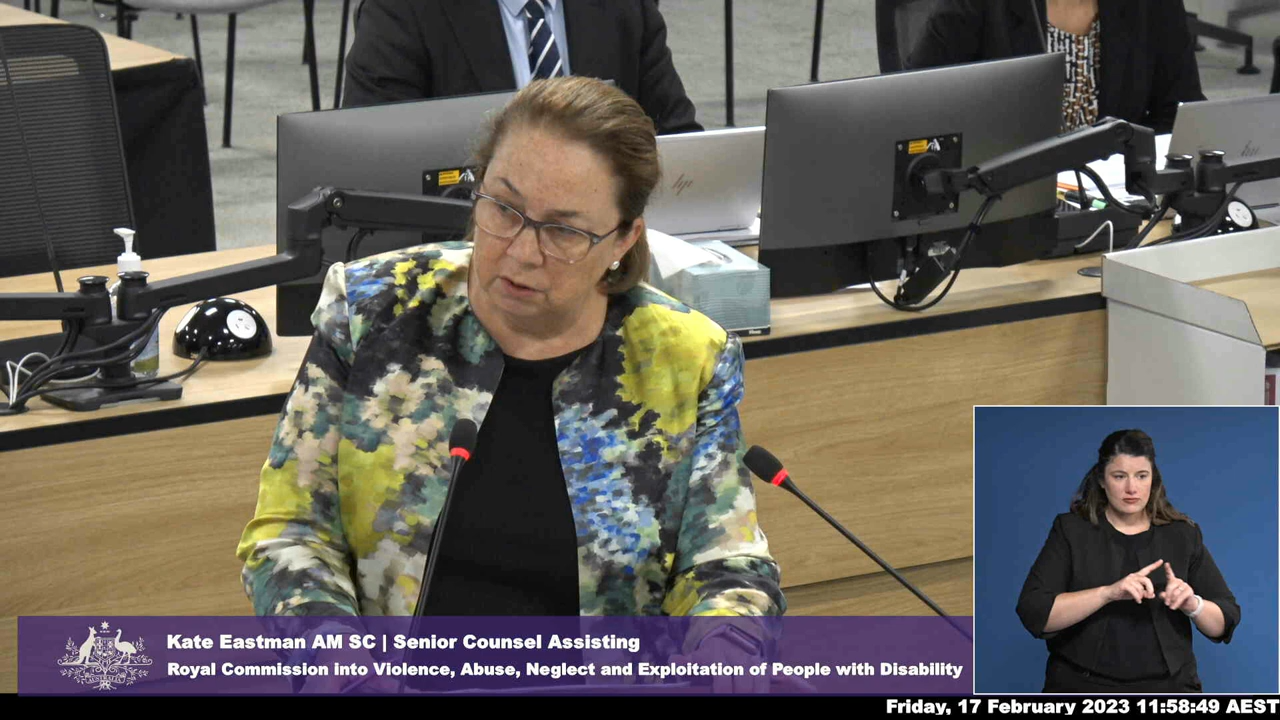 hp
Kate Eastman AM SC | Senior Counsel Assisting
Royal Commission into Violence, Abuse, Neglect and Exploitation of People with Disability
Friday, 17 February 2023 11:58:49 AEST